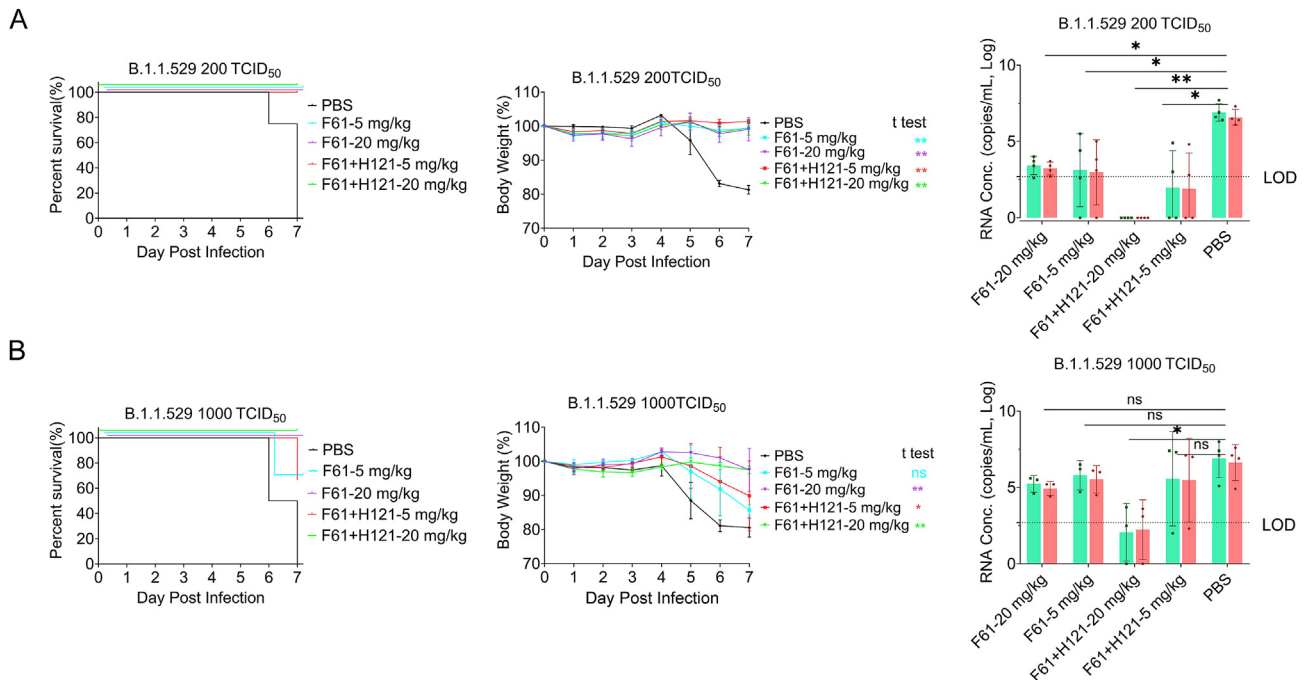 A
B.1.1.529 200 TCID50
Percent survival(%)
100
80
60
40
20
0
0 1 2 3 4 5 6 7
Day Post Infection
PBS
F61-5 mg/kg
F61-20 mg/kg
F61+H121-5 mg/kg
F61+H121-20 mg/kg
B.1.1.529 200TCID50
Body Weight (%)
110
100
90
80
70
0 1 2 3 4 5 6 7
Day Post Infection
PBS t test
F61-5 mg/kg **
F61-20 mg/kg **
F61+H121-5 mg/kg **
F61+H121-20 mg/kg **
B.1.1.529 200 TCID50
RNA Conc. (copies/mL, Log)
10
5
0
*
*
**
*
LOD
F61-20 mg/kg
F61-5 mg/kg
F61+H121-20 mg/kg
F61+H121-5 mg/kg
PBS
B
B.1.1.529 1000 TCID50
Percent survival(%)
100
80
60
40
20
0
0 1 2 3 4 5 6 7
Day Post Infection
PBS
F61-5 mg/kg
F61-20 mg/kg
F61+H121-5 mg/kg
F61+H121-20 mg/kg
B.1.1.529 1000TCID50
Body Weight (%)
110
100
90
80
70
0 1 2 3 4 5 6 7
Day Post Infection
PBS t test
F61-5 mg/kg ns
F61-20 mg/kg **
F61+H121-5 mg/kg *
F61+H121-20 mg/kg **
B.1.1.529 1000 TCID50
RNA Conc. (copies/mL, Log)
10
5
0
ns
ns
*
ns
LOD
F61-20 mg/kg
F61-5 mg/kg
F61+H121-20 mg/kg
F61+H121-5 mg/kg
PBS